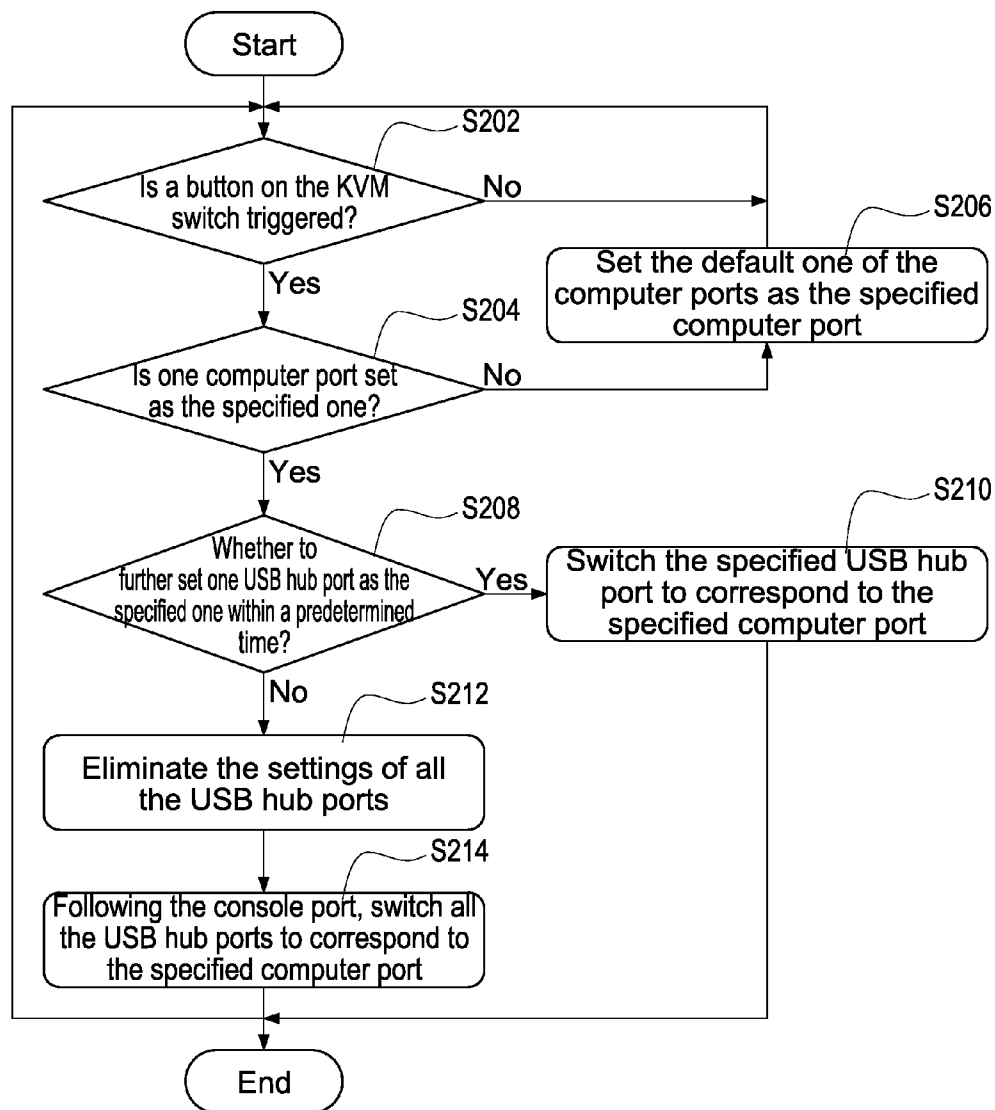 Start
S202
Is a button on the KVM
switch triggered?
No
Yes
S206
Set the default one of the
computer ports as the specified
computer port
S204
Is one computer port set
as the specified one?
No
Yes
S208
Whether to
further set one USB hub port as the
specified one within a predetermined
time?
Yes
No
S210
Switch the specified USB hub
port to correspond to the
specified computer port
S212
Eliminate the settings of all
the USB hub ports
S214
Following the console port, switch all
the USB hub ports to correspond to
the specified computer port
End